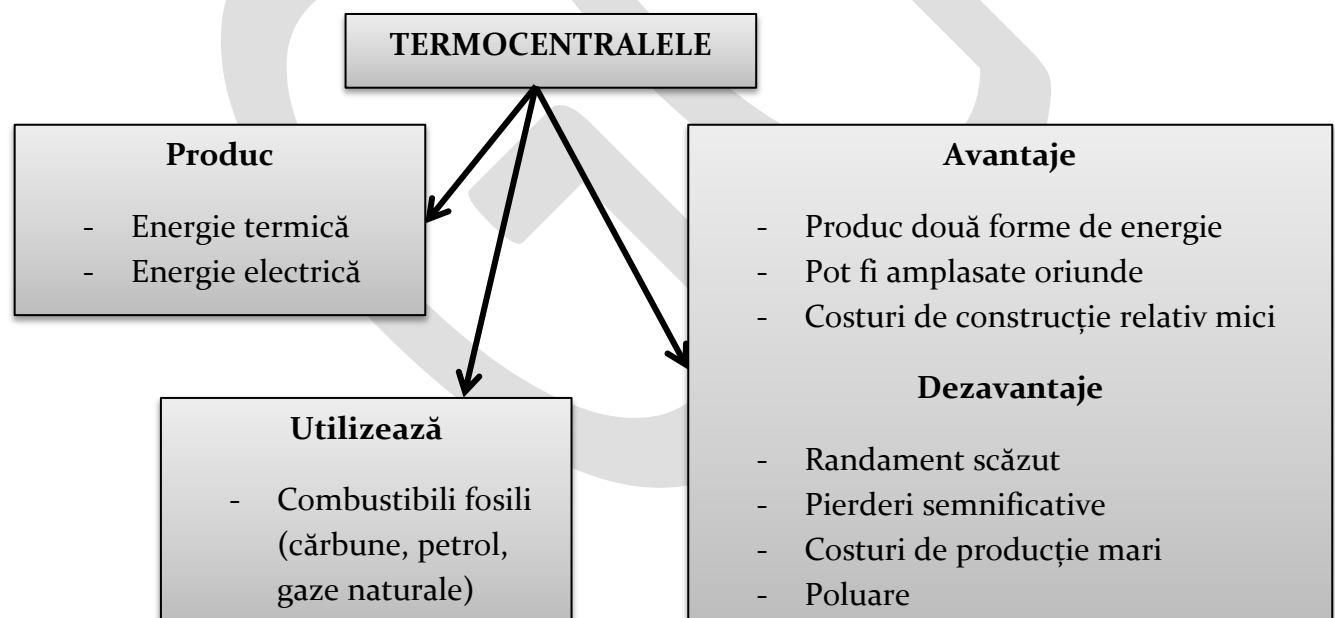 TERMOCENTRALELE
Produc
- Energie termică
- Energie electrică
Utilizează
- Combustibili fosili
(cărbune, petrol,
gaze naturale)
Avantaje
- Produc două forme de energie
- Pot fi amplasate oriunde
- Costuri de construcție relativ mici
Dezavantaje
- Randament scăzut
- Pierderi semnificative
- Costuri de producție mari
- Poluare